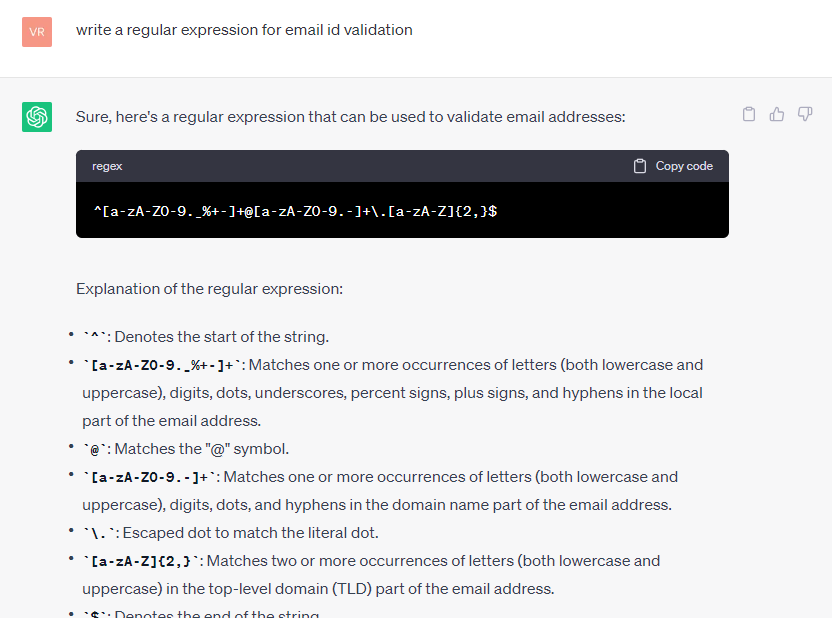 VR
write a regular expression for email id validation
Sure, here's a regular expression that can be used to validate email addresses:
regex
Copy code
^[a-zA-Z0-9._%+-]+@[a-zA-Z0-9.-]+\.[a-zA-Z]{2,}$
Explanation of the regular expression:
• `^`: Denotes the start of the string.
• `[a-zA-Z0-9._%+-]+`: Matches one or more occurrences of letters (both lowercase and
uppercase), digits, dots, underscores, percent signs, plus signs, and hyphens in the local
part of the email address.
• `@`: Matches the "@" symbol.
• `[a-zA-Z0-9.-]+`: Matches one or more occurrences of letters (both lowercase and
uppercase), digits, dots, and hyphens in the domain name part of the email address.
• `\.`: Escaped dot to match the literal dot.
• `[a-zA-Z]{2,}`: Matches two or more occurrences of letters (both lowercase and
uppercase) in the top-level domain (TLD) part of the email address.
• `$`: Denotes the end of the string.